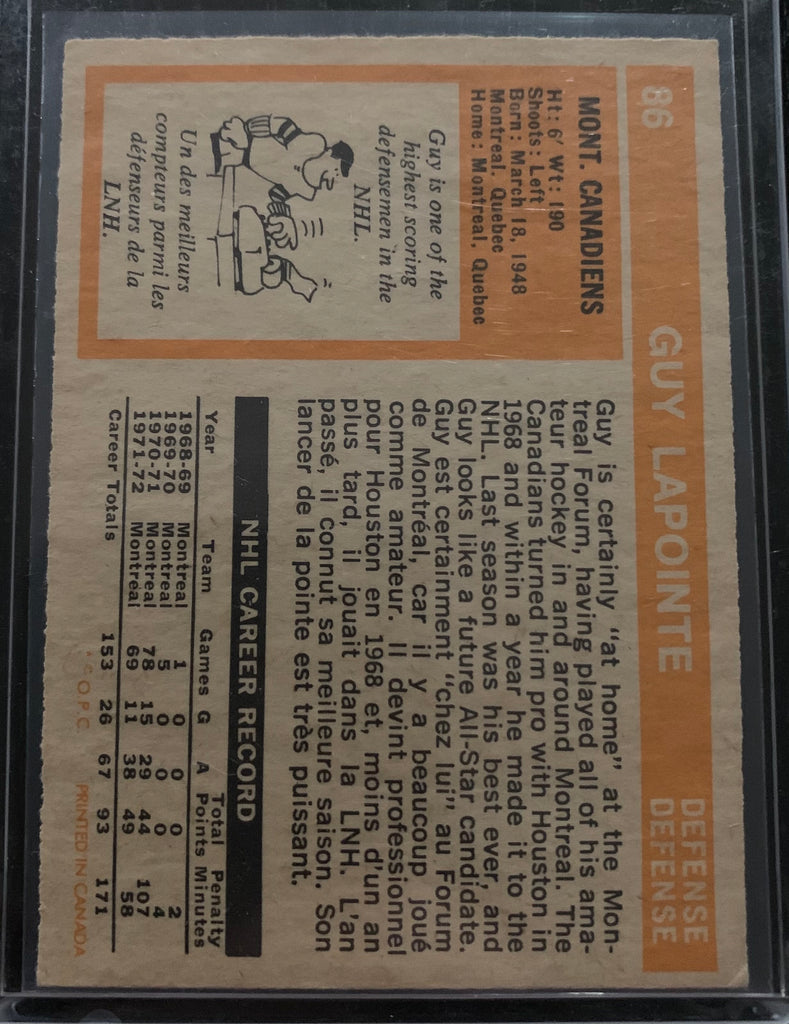 86 GUY LAPOINTE DEFENSE
DEFENSE
MONT. CANADIENS
Ht: 6' Wt: 190
Shoots: Left
Born: March 18, 1948
Montreal, Quebec
Home: Montreal, Quebec
Guy is one of the
highest scoring
defensemen in the
NHL.
Un des meilleurs
compteurs parmi les
défenseurs de la
LNH.
Guy is certainly "at home" at the Mon-
treal Forum, having played all of his ama-
teur hockey in and around Montreal. The
Canadians turned him pro with Houston in
1968 and within a year he made it to the
NHL. Last season was his best ever, and
Guy looks like a future All-Star candidate.
Guy est certainment "chez lui" au Forum
de Montréal, car il y a beaucoup joué
comme amateur. Il devint professionnel
pour Houston en 1968 et, moins d'un an
plus tard, il jouait dans la LNH. L'an
passé, il connut sa meilleure saison. Son
lancer de la pointe est très puissant.
NHL CAREER RECORD
Total Penalty
Year Team Games G A Points Minutes
1968-69 Montreal 1 0 0 0 2
1969-70 Montreal 5 0 0 0 4
1970-71 Montreal 78 15 29 44 107
1971-72 Montreal 69 11 38 49 58
Career Totals 153 26 67 93 171
© O.P.C. PRINTED IN CANADA